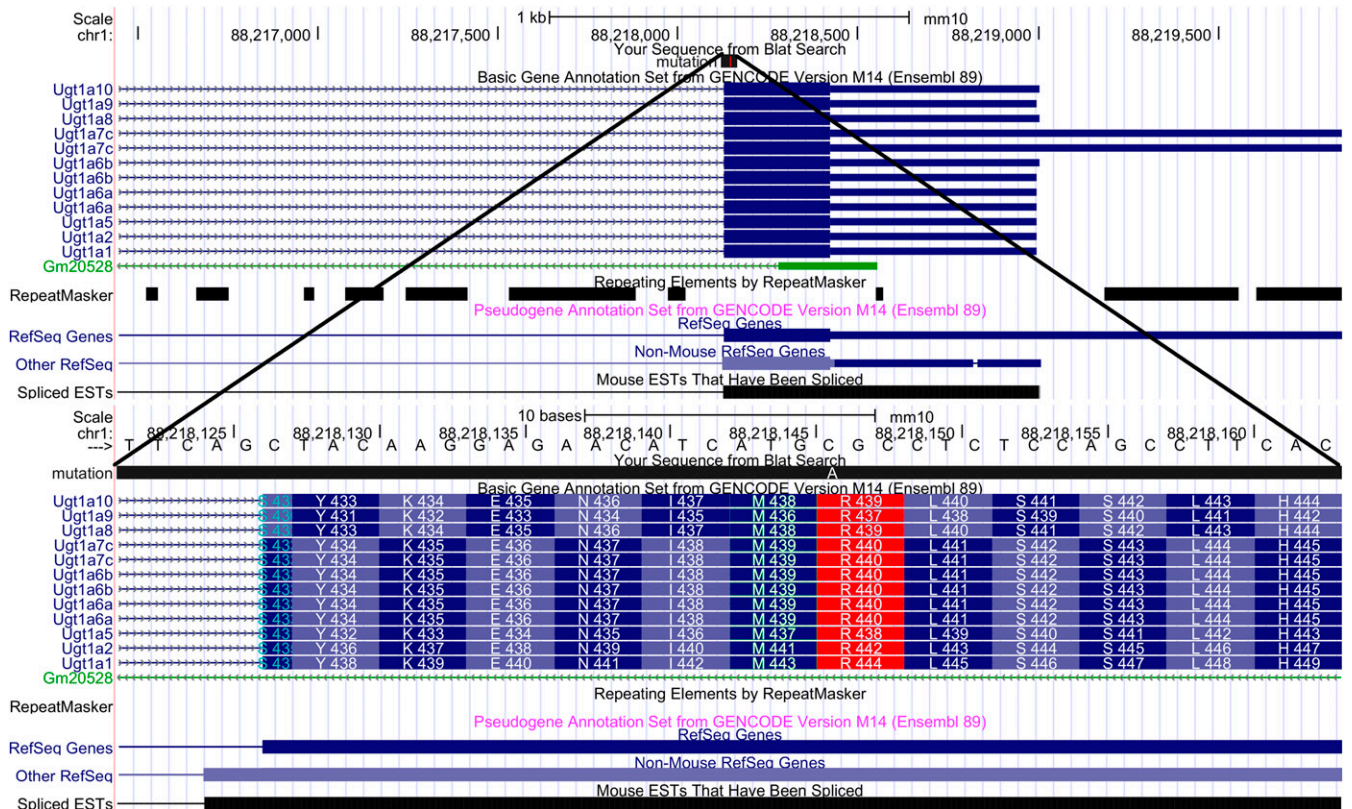 Scale 1 kb mm10
chr1: 88,217,000 88,217,500 88,218,000 88,218,500 88,219,000 88,219,500
Your Sequence from Blat Search
mutation
Basic Gene Annotation Set from GENCODE Version M14 (Ensembl 89)
Ugt1a10
Ugt1a9
Ugt1a8
Ugt1a7c
Ugt1a7c
Ugt1a6b
Ugt1a6b
Ugt1a6a
Ugt1a6a
Ugt1a5
Ugt1a2
Ugt1a1
Gm20528
Repeating Elements by RepeatMasker
RepeatMasker
Pseudogene Annotation Set from GENCODE Version M14 (Ensembl 89)
RefSeq Genes
RefSeq Genes
Non-Mouse RefSeq Genes
Other RefSeq
Mouse ESTs That Have Been Spliced
Spliced ESTs
Scale 10 bases mm10
chr1: 88,218,125 88,218,130 88,218,135 88,218,140 88,218,145 88,218,150 88,218,155 88,218,160
---> T T C A G C T A C A A G G A G A A C A T C A T G C G C C T C T C C A G C C T T C A C
Your Sequence from Blat Search
mutation A
Basic Gene Annotation Set from GENCODE Version M14 (Ensembl 89)
Ugt1a10 S 43 Y 433 K 434 E 435 N 436 I 437 M 438 R 439 L 440 S 441 S 442 L 443 H 444
Ugt1a9 S 43 Y 431 K 432 E 433 N 434 I 435 M 436 R 437 L 438 S 439 S 440 L 441 H 442
Ugt1a8 S 43 Y 433 K 434 E 435 N 436 I 437 M 438 R 439 L 440 S 441 S 442 L 443 H 444
Ugt1a7c S 43 Y 434 K 435 E 436 N 437 I 438 M 439 R 440 L 441 S 442 S 443 L 444 H 445
Ugt1a7c S 43 Y 434 K 435 E 436 N 437 I 438 M 439 R 440 L 441 S 442 S 443 L 444 H 445
Ugt1a6b S 43 Y 434 K 435 E 436 N 437 I 438 M 439 R 440 L 441 S 442 S 443 L 444 H 445
Ugt1a6b S 43 Y 434 K 435 E 436 N 437 I 438 M 439 R 440 L 441 S 442 S 443 L 444 H 445
Ugt1a6a S 43 Y 434 K 435 E 436 N 437 I 438 M 439 R 440 L 441 S 442 S 443 L 444 H 445
Ugt1a6a S 43 Y 434 K 435 E 436 N 437 I 438 M 439 R 440 L 441 S 442 S 443 L 444 H 445
Ugt1a5 S 43 Y 432 K 433 E 434 N 435 I 436 M 437 R 438 L 439 S 440 S 441 L 442 H 443
Ugt1a2 S 43 Y 436 K 437 E 438 N 439 I 440 M 441 R 442 L 443 S 444 S 445 L 446 H 447
Ugt1a1 S 43 Y 438 K 439 E 440 N 441 I 442 M 443 R 444 L 445 S 446 S 447 L 448 H 449
Gm20528
Repeating Elements by RepeatMasker
RepeatMasker
Pseudogene Annotation Set from GENCODE Version M14 (Ensembl 89)
RefSeq Genes
RefSeq Genes
Non-Mouse RefSeq Genes
Other RefSeq
Mouse ESTs That Have Been Spliced
Spliced ESTs